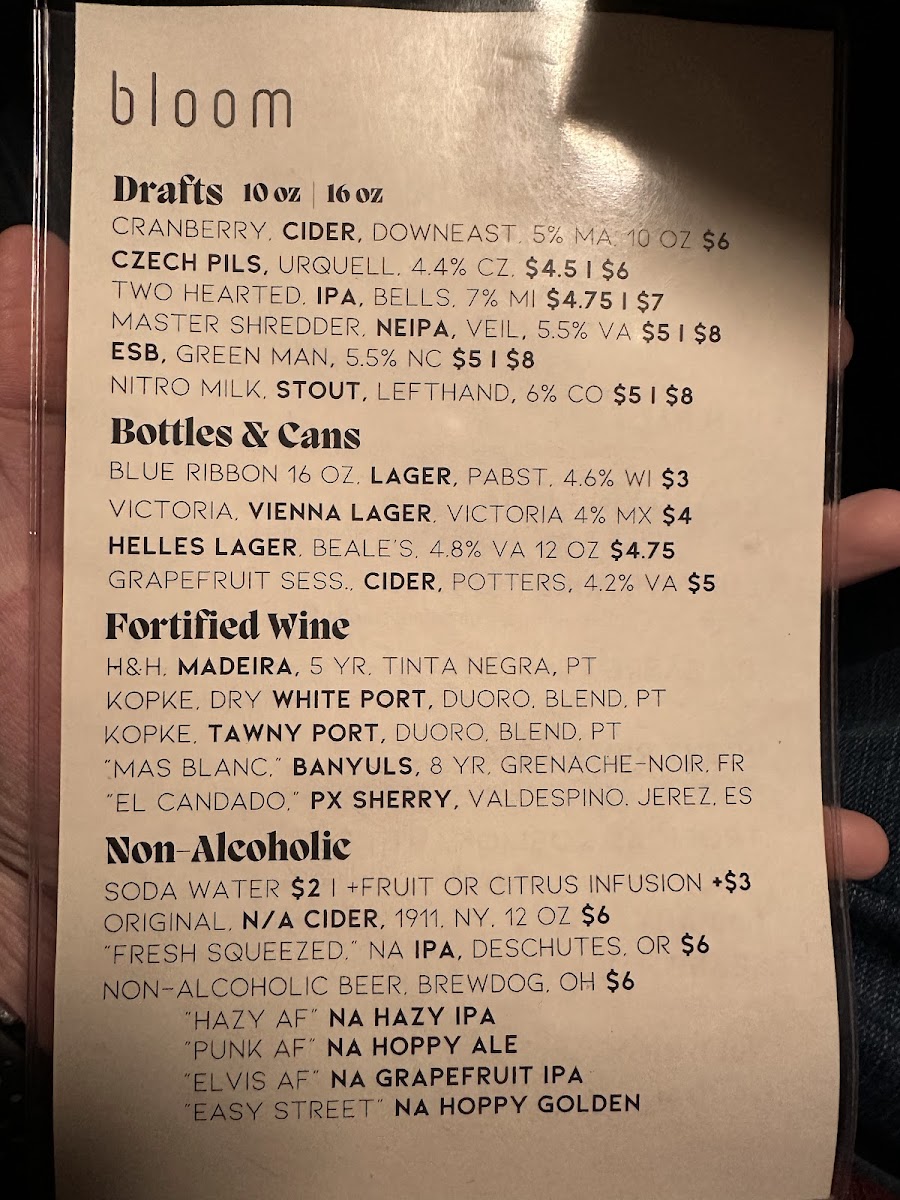 bloom
Drafts 10 oz | 16 oz
CRANBERRY, CIDER, DOWNEAST, 5% MA, 10 OZ $6
CZECH PILS, URQUELL, 4.4% CZ, $4.5 | $6
TWO HEARTED, IPA, BELLS, 7% MI $4.75 | $7
MASTER SHREDDER, NEIPA, VEIL, 5.5% VA $5 | $8
ESB, GREEN MAN, 5.5% NC $5 | $8
NITRO MILK, STOUT, LEFTHAND, 6% CO $5 | $8
Bottles & Cans
BLUE RIBBON 16 OZ, LAGER, PABST, 4.6% WI $3
VICTORIA, VIENNA LAGER, VICTORIA 4% MX $4
HELLES LAGER, BEALE'S, 4.8% VA 12 OZ $4.75
GRAPEFRUIT SESS., CIDER, POTTERS, 4.2% VA $5
Fortified Wine
H&H, MADEIRA, 5 YR, TINTA NEGRA, PT
KOPKE, DRY WHITE PORT, DUORO, BLEND, PT
KOPKE, TAWNY PORT, DUORO, BLEND, PT
"MAS BLANC," BANYULS, 8 YR, GRENACHE-NOIR, FR
"EL CANDADO," PX SHERRY, VALDESPINO, JEREZ, ES
Non-Alcoholic
SODA WATER $2 | +FRUIT OR CITRUS INFUSION +$3
ORIGINAL, N/A CIDER, 1911, NY, 12 OZ $6
"FRESH SQUEEZED," NA IPA, DESCHUTES, OR $6
NON-ALCOHOLIC BEER, BREWDOG, OH $6
"HAZY AF" NA HAZY IPA
"PUNK AF" NA HOPPY ALE
"ELVIS AF" NA GRAPEFRUIT IPA
"EASY STREET" NA HOPPY GOLDEN